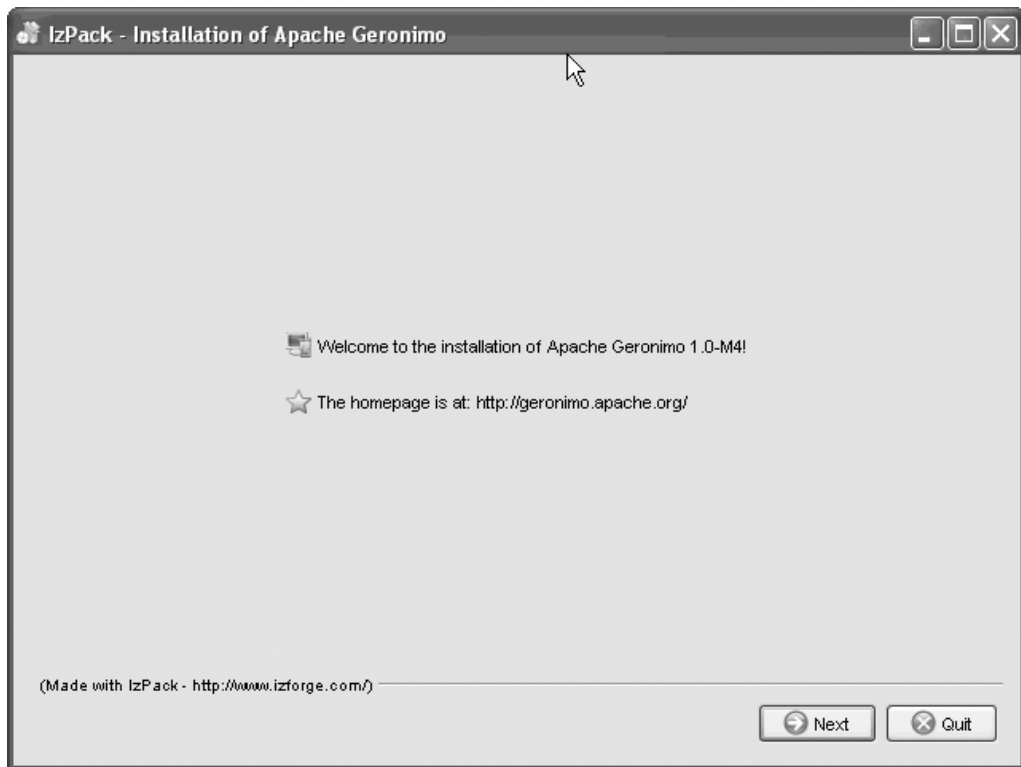 IzPack - Installation of Apache Geronimo
Welcome to the installation of Apache Geronimo 1.0-M4!
The homepage is at: http://geronimo.apache.org/
(Made with IzPack - http://www.izforge.com/)
Next
Quit